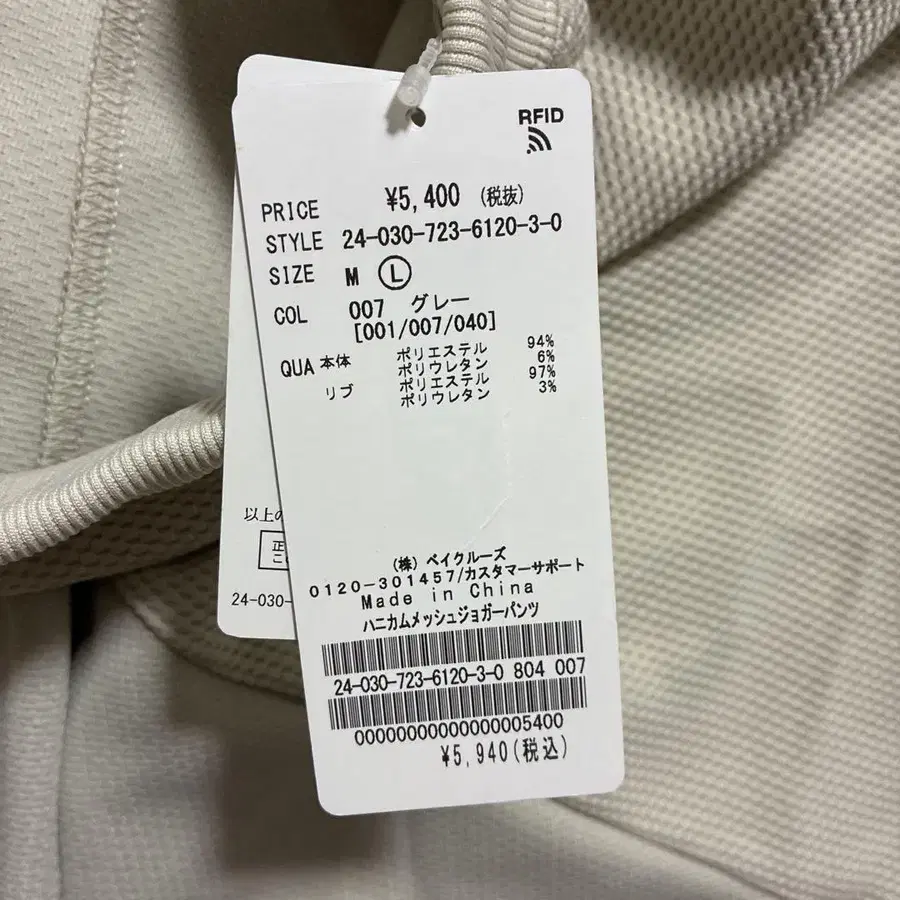 RFID
PRICE ¥5,400 (税抜)
STYLE 24-030-723-6120-3-0
SIZE M L
COL 007 グレー
[001/007/040]
QUA 本体 ポリエステル 94%
ポリウレタン 6%
リブ ポリエステル 97%
ポリウレタン 3%
以上の
24-030-
(株) ベイクルーズ
0120-301457/カスタマーサポート
Made in China
ハニカムメッシュジョガーパンツ
24-030-723-6120-3-0 804 007
00000000000000005400
¥5,940(税込)